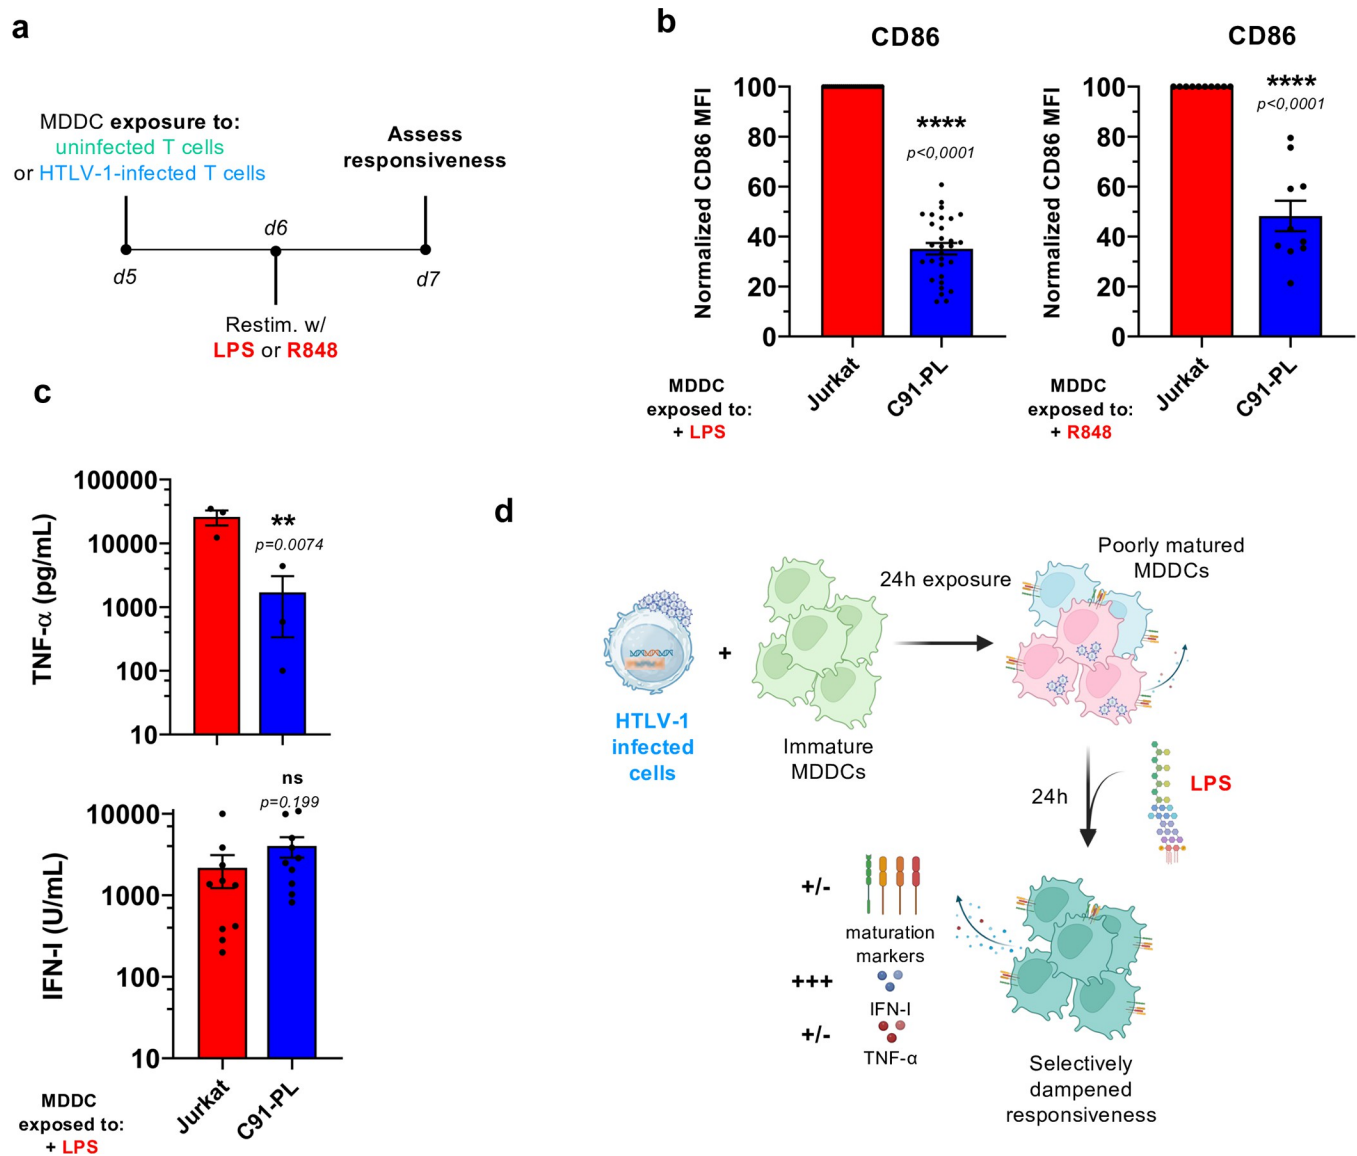 a
MDDC exposure to:
uninfected T cells
or HTLV-1-infected T cells
Assess
responsiveness
d5
d6
d7
Restim. w/
LPS or R848
b
CD86
Normalized CD86 MFI
100
80
60
40
20
0
****
p<0,0001
Jurkat
C91-PL
MDDC
exposed to:
+ LPS
CD86
Normalized CD86 MFI
100
80
60
40
20
0
****
p<0,0001
Jurkat
C91-PL
MDDC
exposed to:
+ R848
c
TNF-α (pg/mL)
100000
10000
1000
100
10
**
p=0.0074
IFN-I (U/mL)
10000
1000
100
10
ns
p=0.199
Jurkat
C91-PL
MDDC
exposed to:
+ LPS
d
HTLV-1
infected
cells
+
Immature
MDDCs
24h exposure
Poorly matured
MDDCs
24h
LPS
+/-
maturation
markers
+++
IFN-I
+/-
TNF-α
Selectively
dampened
responsiveness